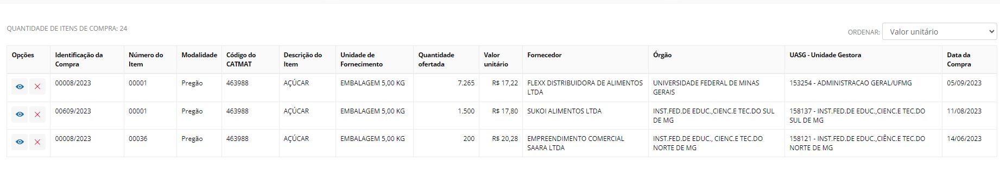 QUANTIDADE DE ITENS DE COMPRA: 24
ORDENAR: Valor unitário
Opções Identificação da Compra Número do Item Modalidade Código do CATMAT Descrição do Item Unidade de Fornecimento Quantidade ofertada Valor unitário Fornecedor Órgão UASG - Unidade Gestora Data da Compra
00008/2023 00001 Pregão 463988 AÇÚCAR EMBALAGEM 5,00 KG 7.265 R$ 17,22 FLEXX DISTRIBUIDORA DE ALIMENTOS LTDA UNIVERSIDADE FEDERAL DE MINAS GERAIS 153254 - ADMINISTRACAO GERAL/UFMG 05/09/2023
00609/2023 00001 Pregão 463988 AÇÚCAR EMBALAGEM 5,00 KG 1.500 R$ 17,80 SUKOI ALIMENTOS LTDA INST.FED.DE EDUC.,CIENC.E TEC.DO SUL DE MG 158137 - INST.FED.DE EDUC.,CIENC.E TEC.DO SUL DE MG 11/08/2023
00008/2023 00036 Pregão 463988 AÇÚCAR EMBALAGEM 5,00 KG 200 R$ 20,28 EMPREENDIMENTO COMERCIAL SAARA LTDA INST.FED.DE EDUC., CIENC.E TEC.DO NORTE DE MG 158121 - INST.FED.DE EDUC.,CIÊNC.E TEC.DO NORTE DE MG 14/06/2023